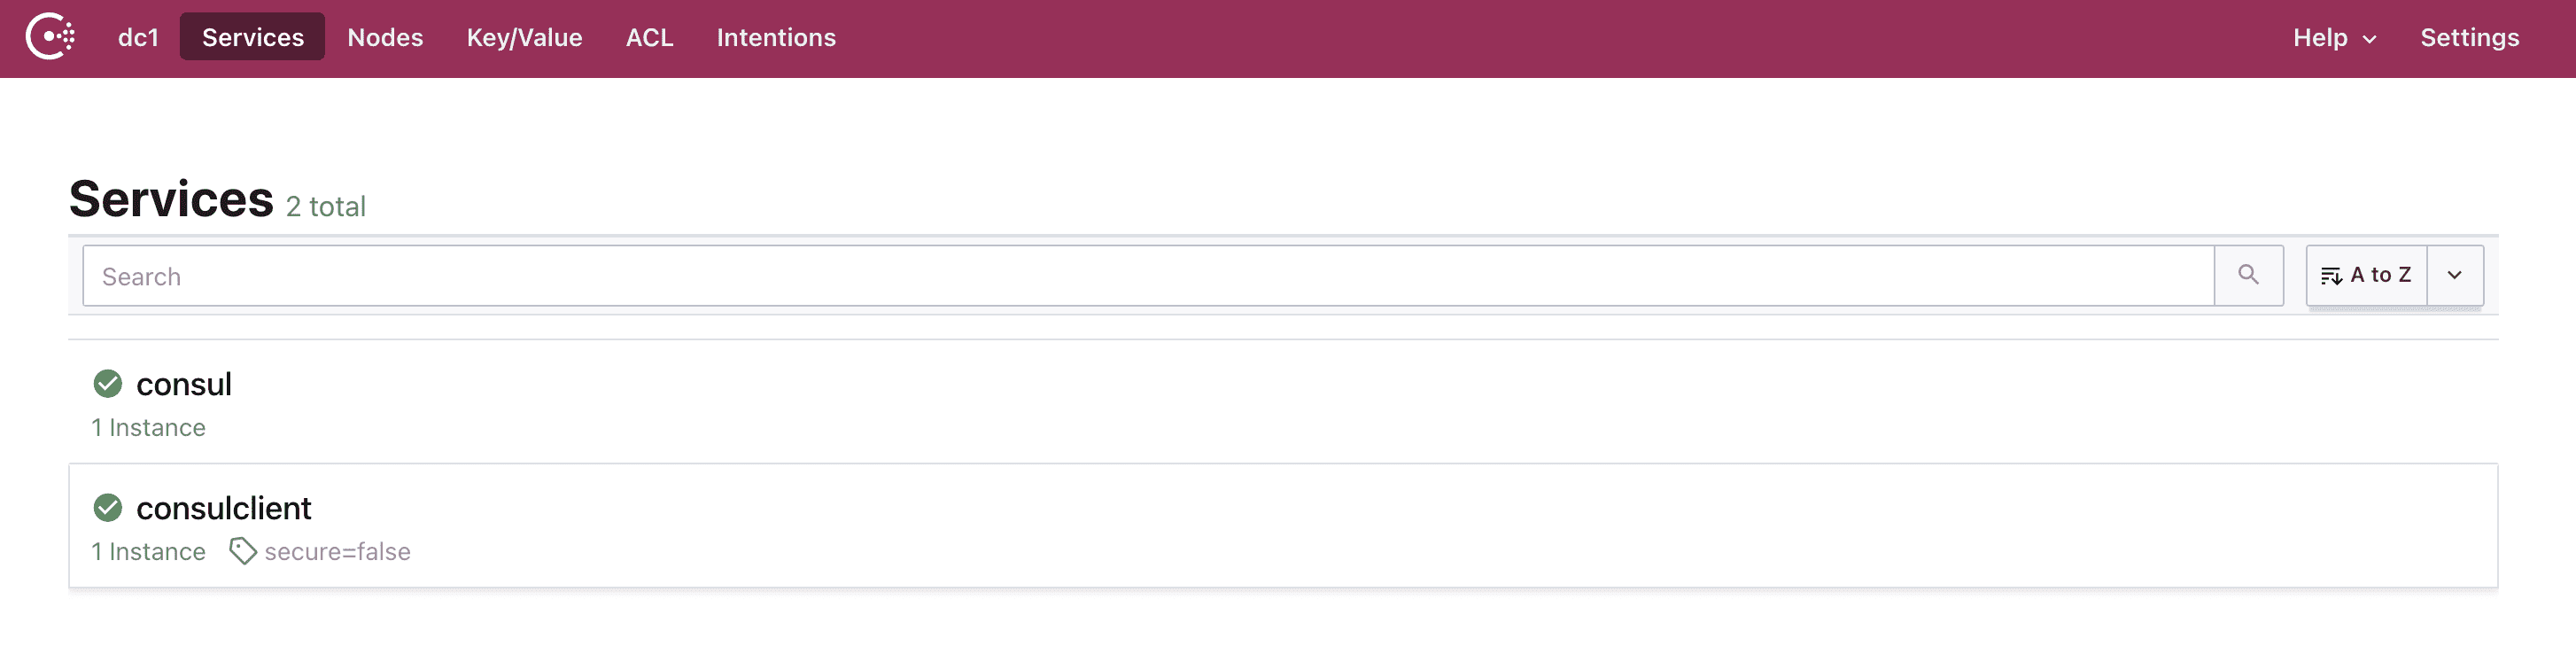 dc1 Services Nodes Key/Value ACL Intentions Help Settings
Services 2 total
Search A to Z
consul
1 Instance
consulclient
1 Instance secure=false